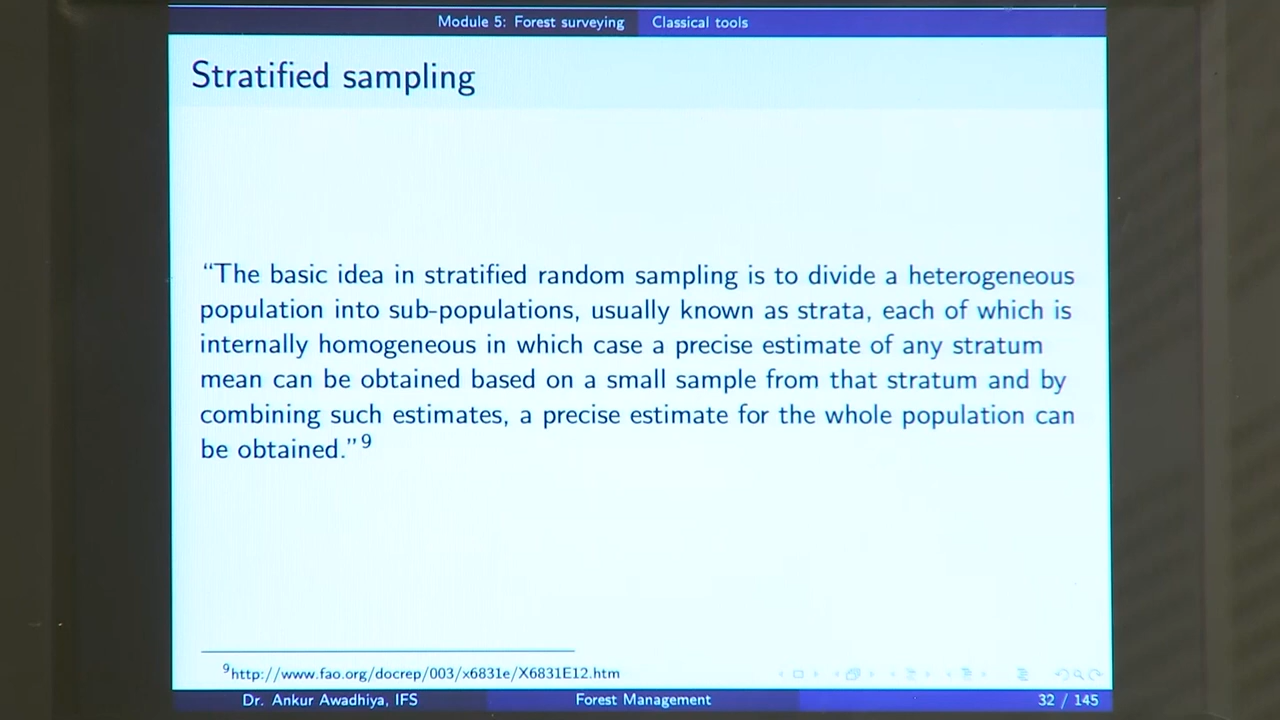 Module 5: Forest surveying Classical tools
Stratified sampling
“The basic idea in stratified random sampling is to divide a heterogeneous
population into sub-populations, usually known as strata, each of which is
internally homogeneous in which case a precise estimate of any stratum
mean can be obtained based on a small sample from that stratum and by
combining such estimates, a precise estimate for the whole population can
be obtained.”9
9http://www.fao.org/docrep/003/x6831e/X6831E12.htm
Dr. Ankur Awadhiya, IFS Forest Management 32 / 145